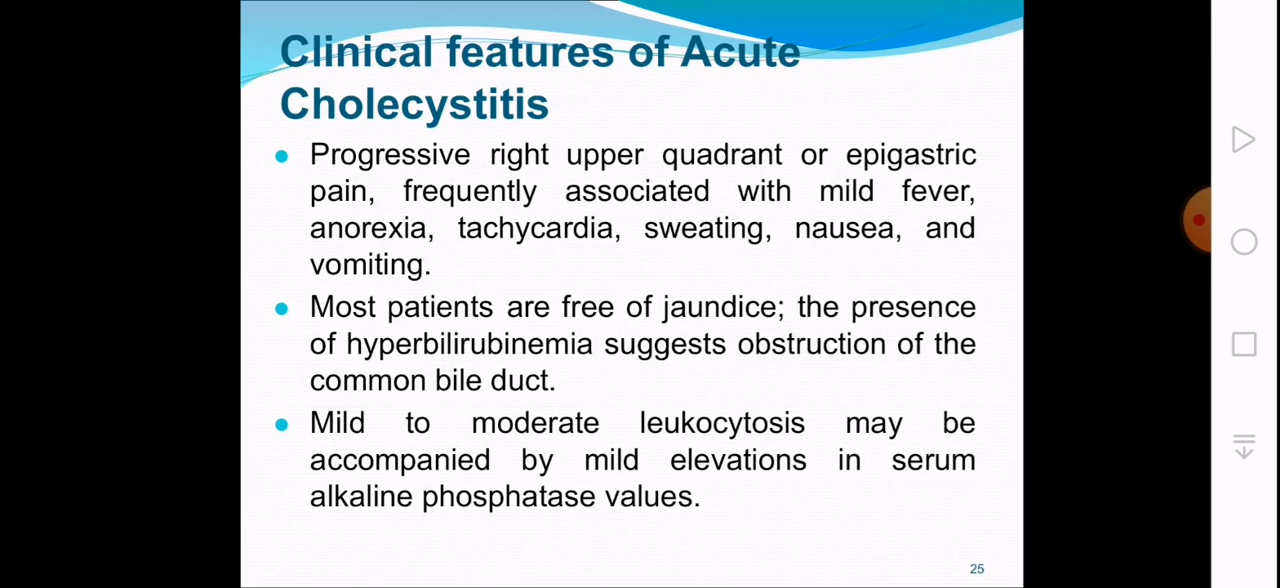 Clinical features of Acute
Cholecystitis
Progressive right upper quadrant or epigastric
pain, frequently associated with mild fever,
anorexia, tachycardia, sweating, nausea, and
vomiting.
Most patients are free of jaundice; the presence
of hyperbilirubinemia suggests obstruction of the
common bile duct.
Mild to moderate leukocytosis may be
accompanied by mild elevations in serum
alkaline phosphatase values.
25